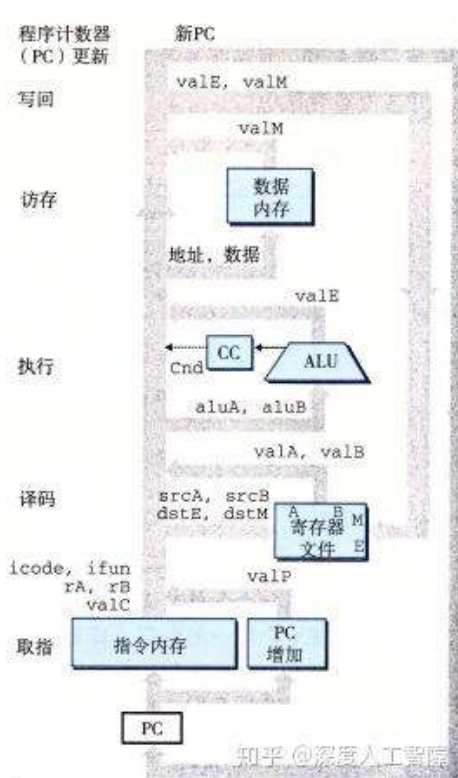 程序计数器 新PC
（PC）更新
valE, valM
写回
valM
数据
内存
访存
地址，数据
valE
CC
ALU
Cnd
执行
aluA, aluB
valA, valB
srcA, srcB
dstE, dstM
译码
A B M
寄存器
文件 E
icode, ifun
rA, rB
valC
valP
取指
指令内存
PC
增加
PC
知乎 @深度人工智障